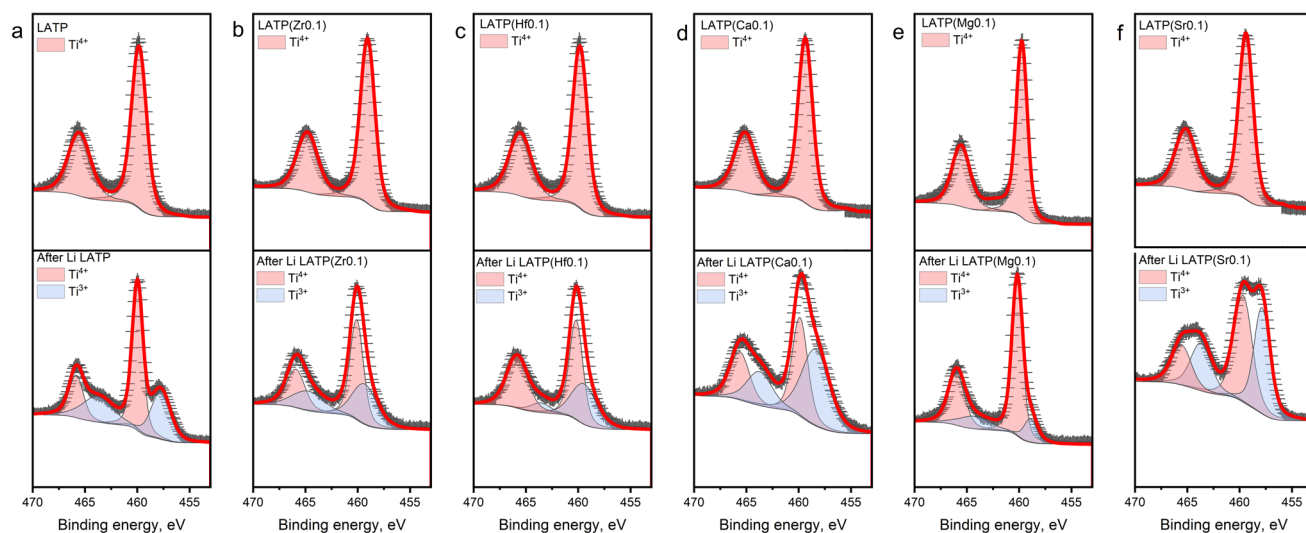 a
LATP
Ti⁴⁺
After Li LATP
Ti⁴⁺
Ti³⁺
470 465 460 455
Binding energy, eV
b
LATP(Zr0.1)
Ti⁴⁺
After Li LATP(Zr0.1)
Ti⁴⁺
Ti³⁺
470 465 460 455
Binding energy, eV
c
LATP(Hf0.1)
Ti⁴⁺
After Li LATP(Hf0.1)
Ti⁴⁺
Ti³⁺
470 465 460 455
Binding energy, eV
d
LATP(Ca0.1)
Ti⁴⁺
After Li LATP(Ca0.1)
Ti⁴⁺
Ti³⁺
470 465 460 455
Binding energy, eV
e
LATP(Mg0.1)
Ti⁴⁺
After Li LATP(Mg0.1)
Ti⁴⁺
Ti³⁺
470 465 460 455
Binding energy, eV
f
LATP(Sr0.1)
Ti⁴⁺
After Li LATP(Sr0.1)
Ti⁴⁺
Ti³⁺
470 465 460 455
Binding energy, eV